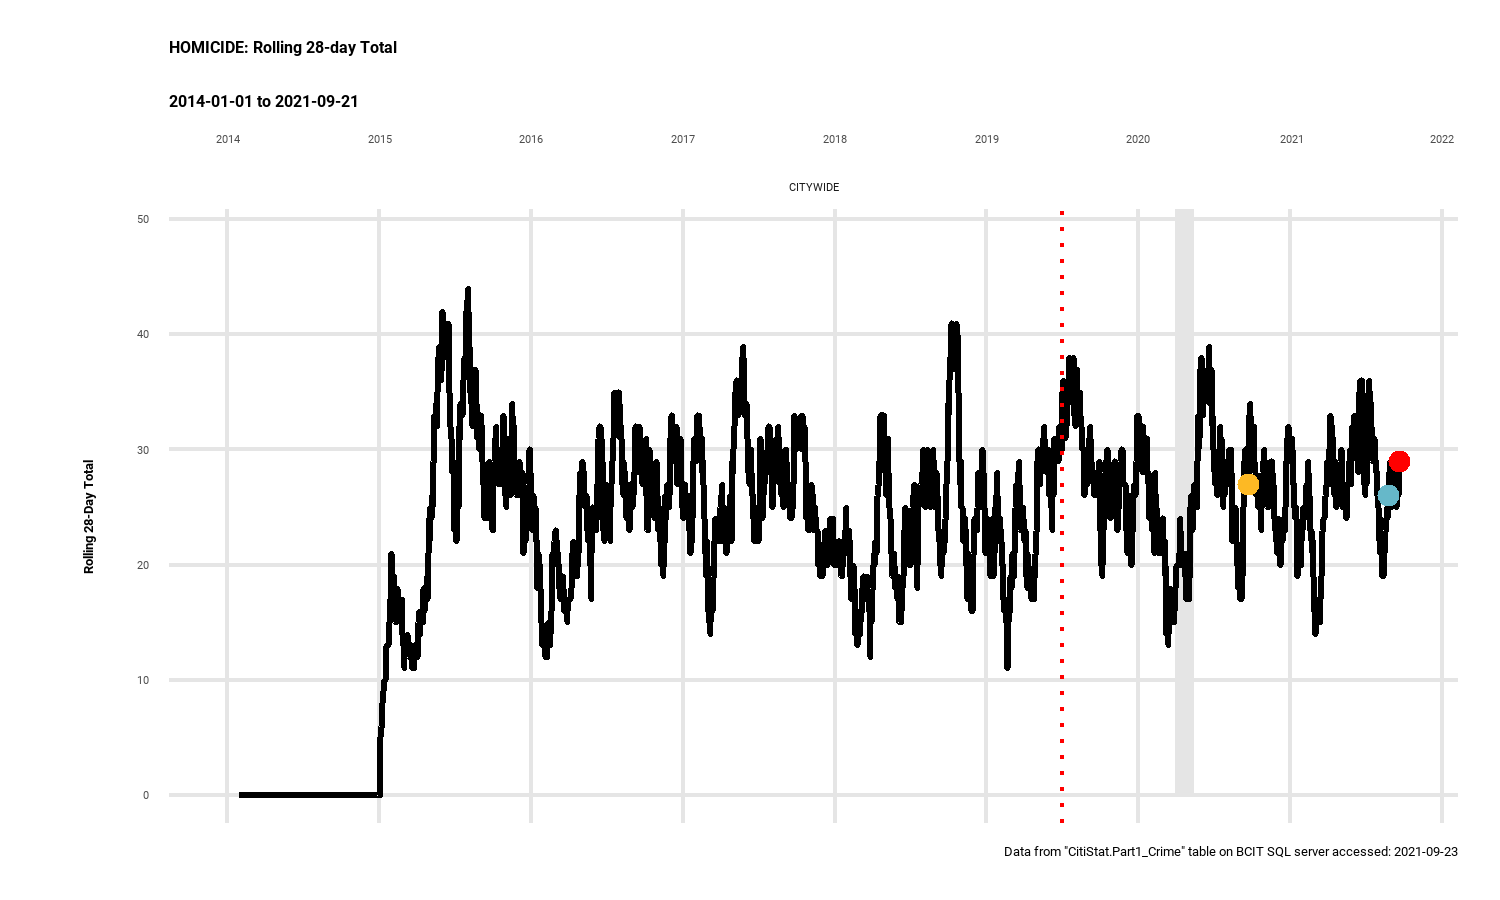 HOMICIDE: Rolling 28-day Total
2014-01-01 to 2021-09-21
2014 2015 2016 2017 2018 2019 2020 2021 2022
CITYWIDE
50
40
30
20
10
0
Rolling 28-Day Total
Data from "CitiStat.Part1_Crime" table on BCIT SQL server accessed: 2021-09-23